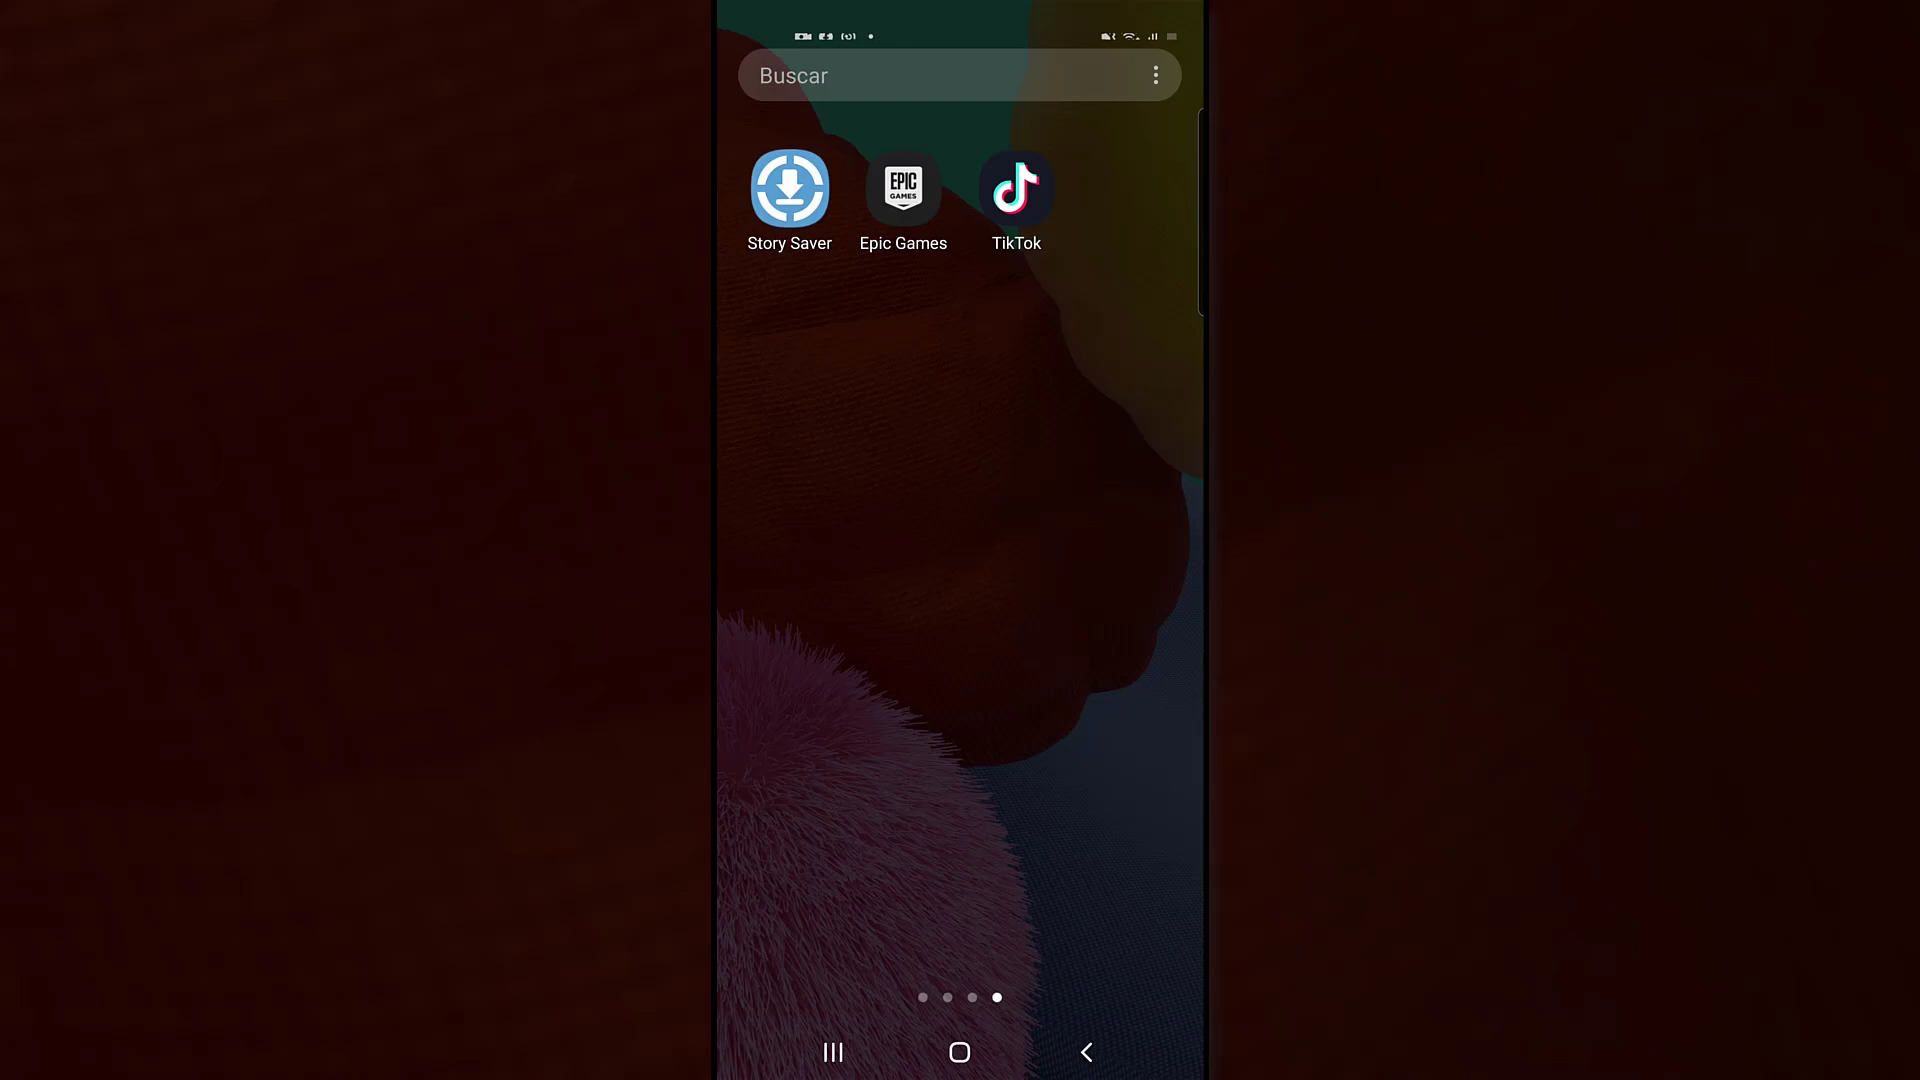 Buscar
EPIC
GAMES
Story Saver
Epic Games
TikTok